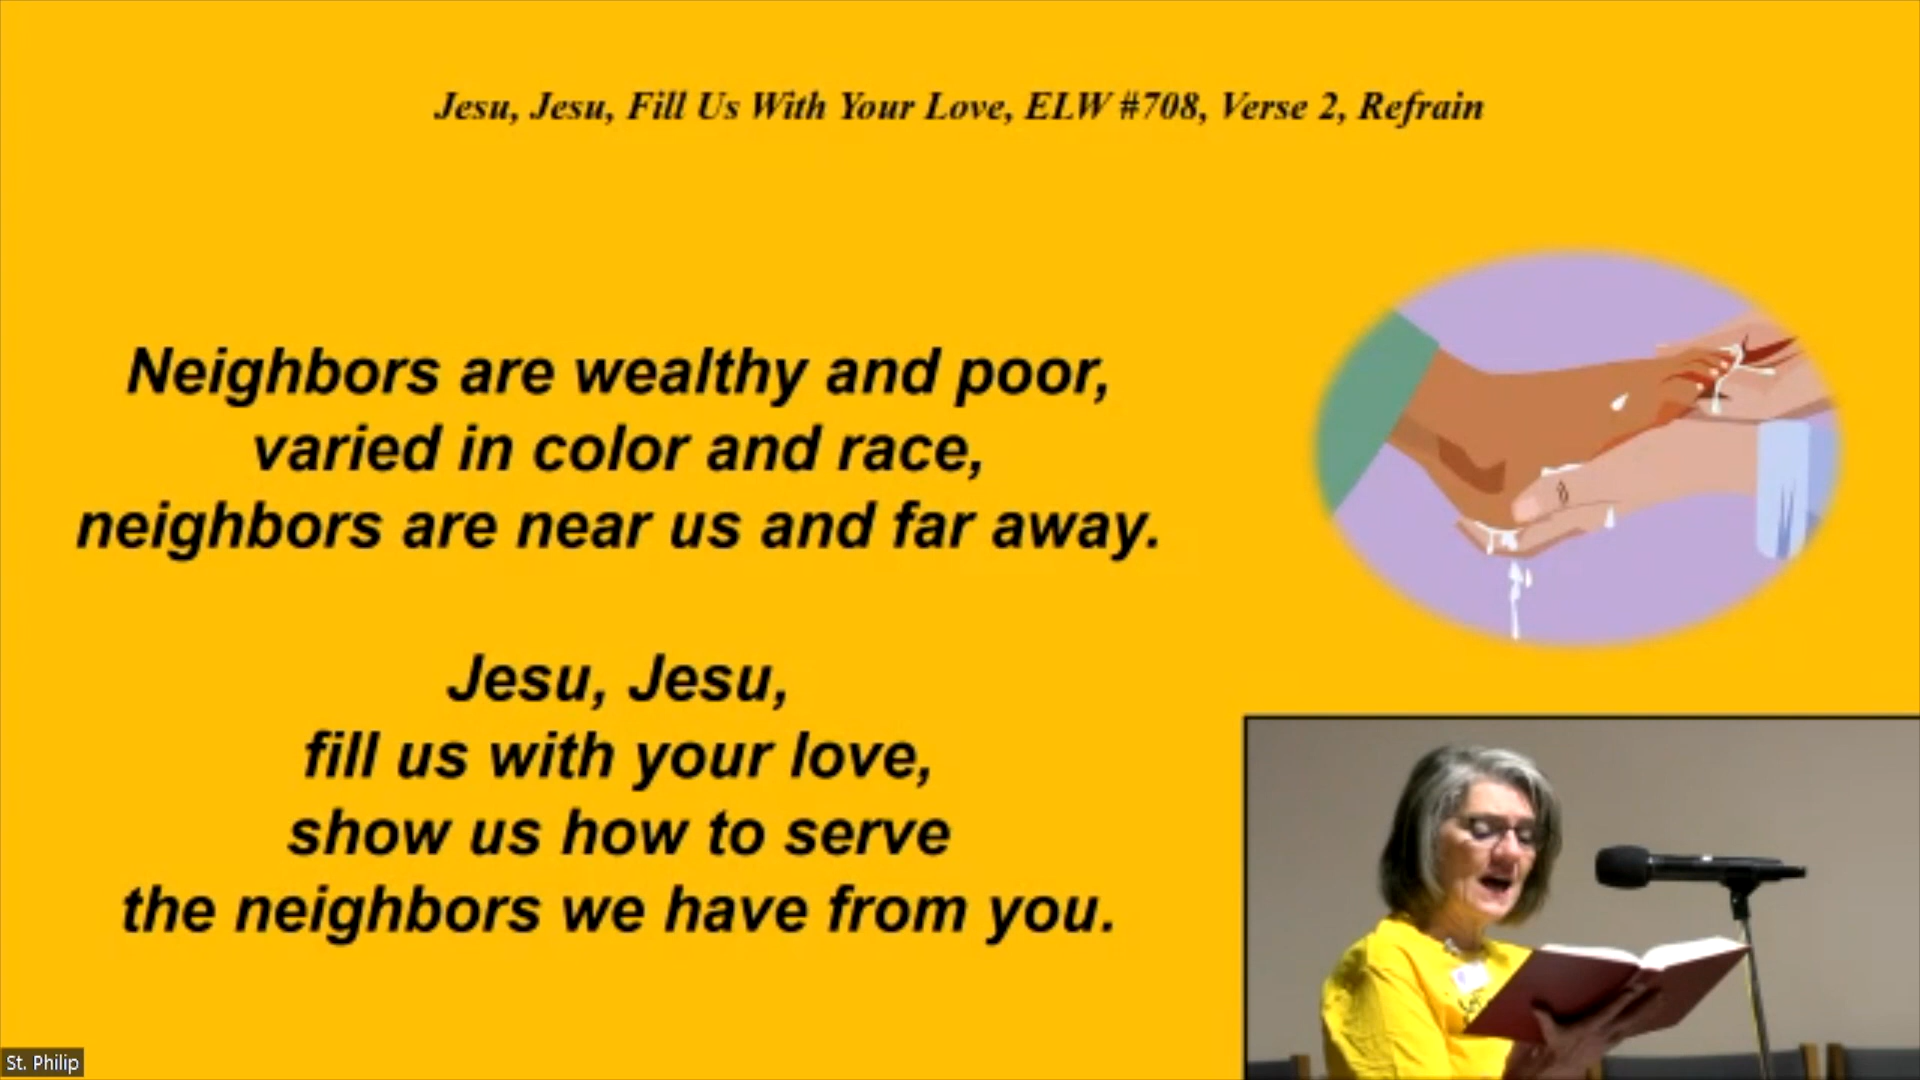 Jesu, Jesu, Fill Us With Your Love, ELW #708, Verse 2, Refrain
Neighbors are wealthy and poor,
varied in color and race,
neighbors are near us and far away.
Jesu, Jesu,
fill us with your love,
show us how to serve
the neighbors we have from you.
St. Philip